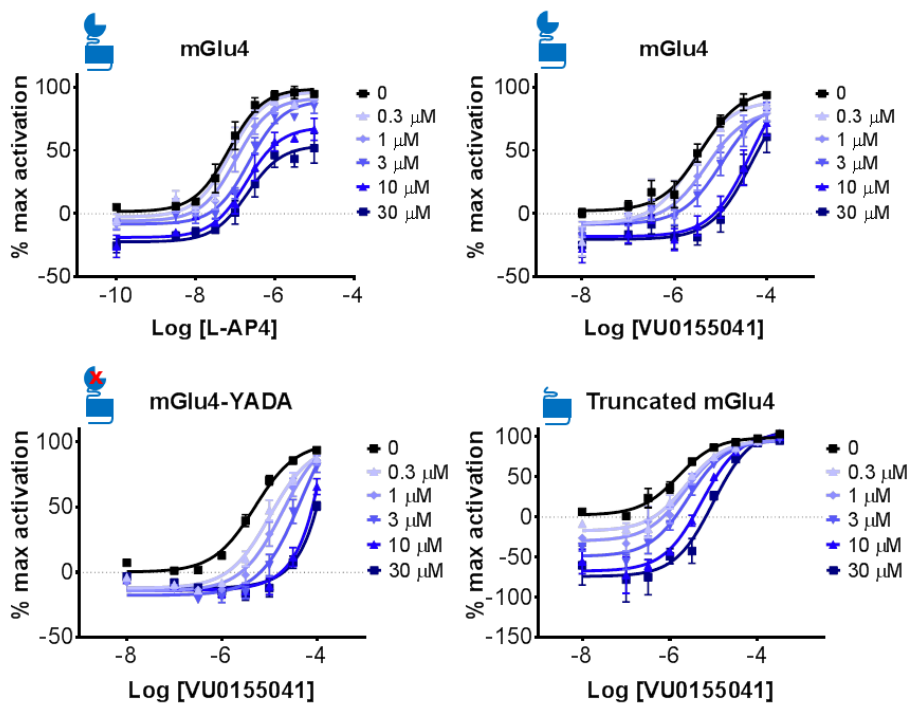 mGlu4
% max activation
100
50
0
-50
-10
-8
-6
-4
Log [L-AP4]
0
0.3 µM
1 µM
3 µM
10 µM
30 µM
mGlu4
% max activation
100
50
0
-50
-8
-6
-4
Log [VU0155041]
0
0.3 µM
1 µM
3 µM
10 µM
30 µM
x
mGlu4-YADA
% max activation
100
50
0
-50
-8
-6
-4
Log [VU0155041]
0
0.3 µM
1 µM
3 µM
10 µM
30 µM
Truncated mGlu4
% max activation
100
50
0
-50
-100
-150
-8
-6
-4
Log [VU0155041]
0
0.3 µM
1 µM
3 µM
10 µM
30 µM